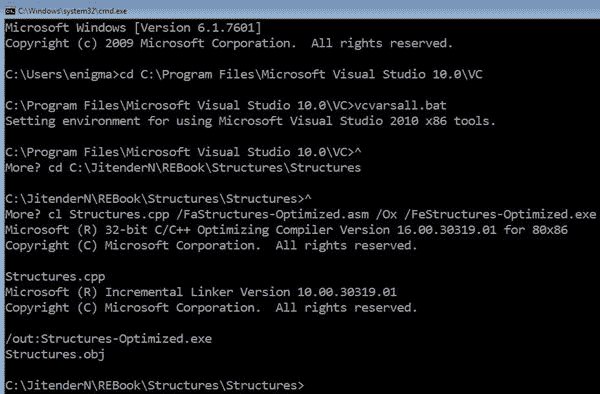 C:\Windows\system32\cmd.exe
Microsoft Windows [Version 6.1.7601]
Copyright (c) 2009 Microsoft Corporation.  All rights reserved.
C:\Users\enigma>cd C:\Program Files\Microsoft Visual Studio 10.0\VC
C:\Program Files\Microsoft Visual Studio 10.0\VC>vcvarsall.bat
Setting environment for using Microsoft Visual Studio 2010 x86 tools.
C:\Program Files\Microsoft Visual Studio 10.0\VC>^
More? cd C:\JitenderN\REBook\Structures\Structures
C:\JitenderN\REBook\Structures\Structures>^
More? cl Structures.cpp /FaStructures-Optimized.asm /Ox /FeStructures-Optimized.exe
Microsoft (R) 32-bit C/C++ Optimizing Compiler Version 16.00.30319.01 for 80x86
Copyright (C) Microsoft Corporation.  All rights reserved.
Structures.cpp
Microsoft (R) Incremental Linker Version 10.00.30319.01
Copyright (C) Microsoft Corporation.  All rights reserved.
/out:Structures-Optimized.exe
Structures.obj
C:\JitenderN\REBook\Structures\Structures>